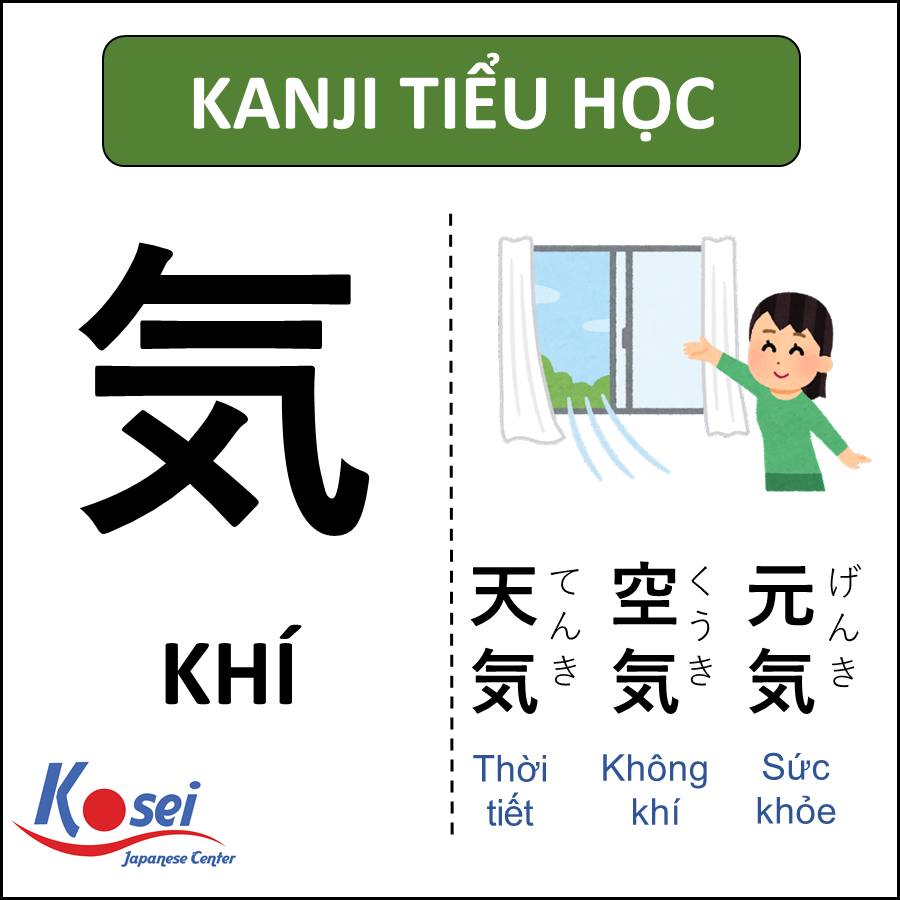 KANJI TIỂU HỌC
気
KHÍ
天気
てんき
Thời
tiết
空気
くうき
Không
khí
元気
げんき
Sức
khỏe
Kosei
Japanese Center